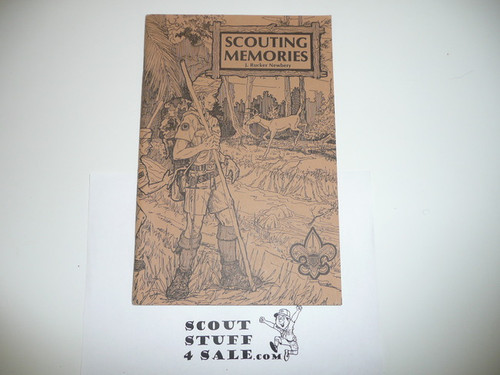 SCOUTING
MEMORIES
J. Rucker Newbery
SCOUT
STUFF
4 SALE.com